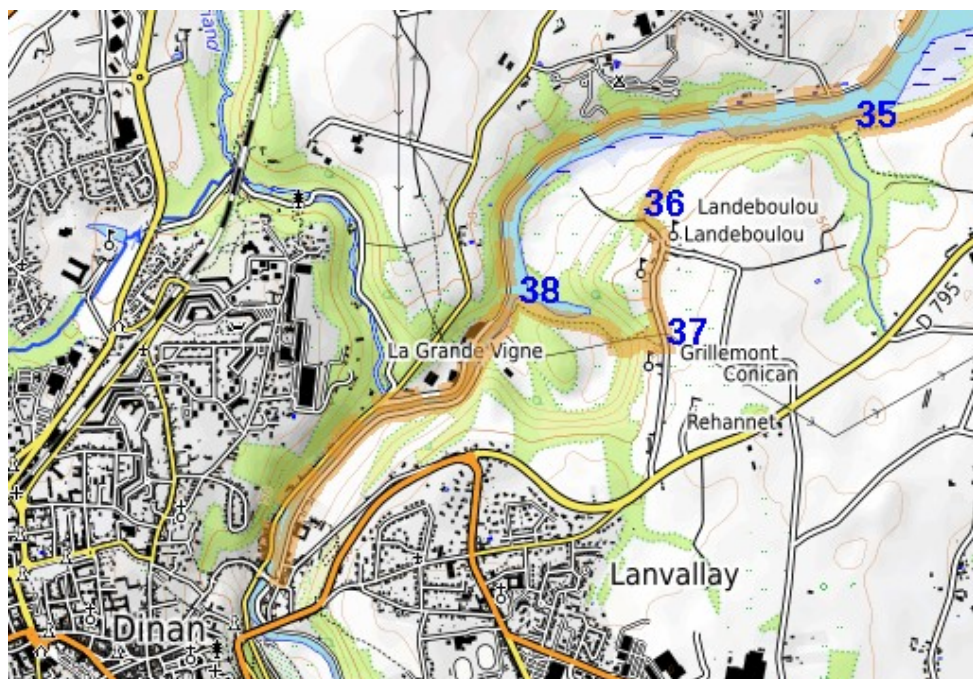 35
36
Landeboulou
Landeboulou
38
D 795
37
La Grande Vigne
Grillemont
Conican
Rehannet
Lanvallay
Dinan